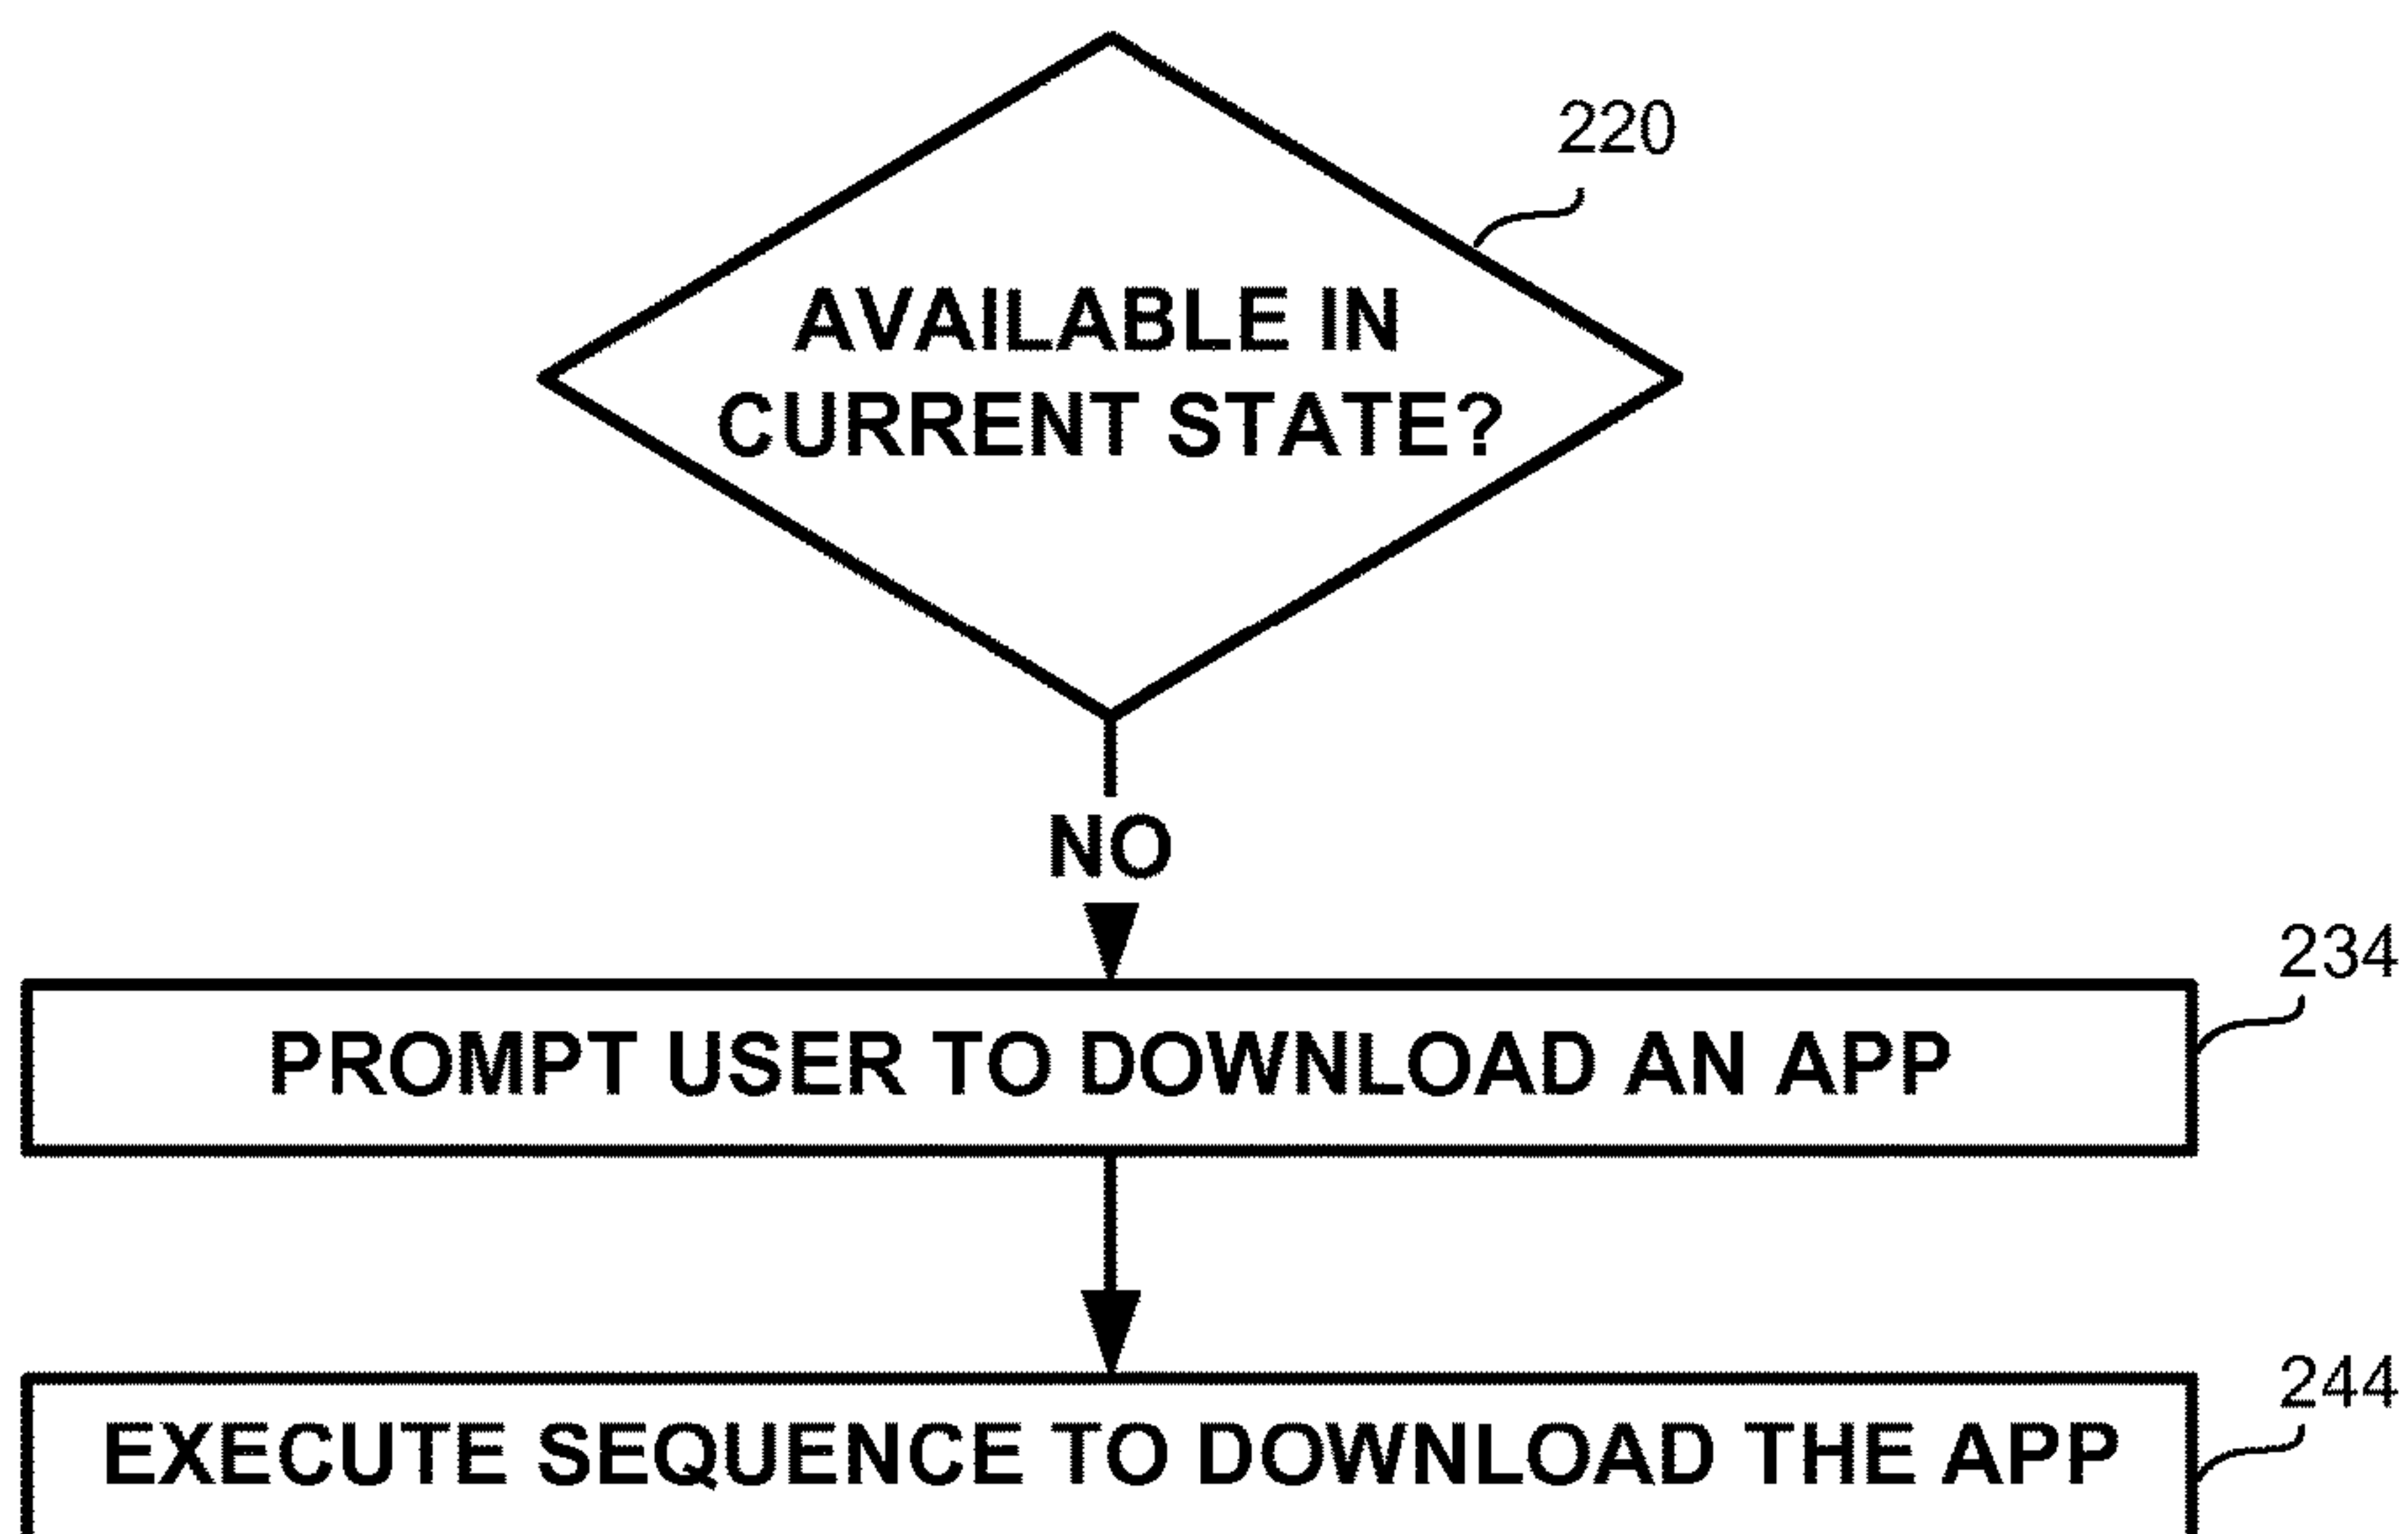 220
AVAILABLE IN
CURRENT STATE?
NO
234
PROMPT USER TO DOWNLOAD AN APP
244
EXECUTE SEQUENCE TO DOWNLOAD THE APP